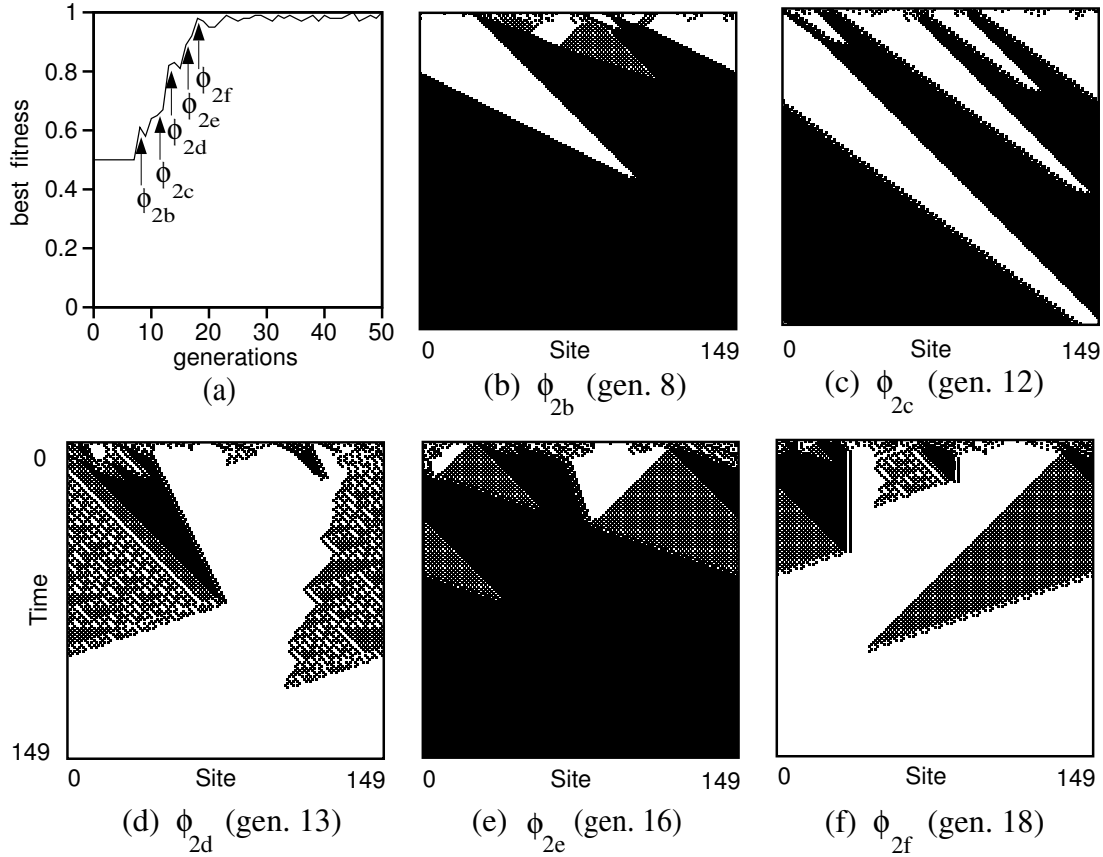 1
0.8
0.6
0.4
0.2
0
best fitness
ϕ2b
ϕ2c
ϕ2d
ϕ2e
ϕ2f
0 10 20 30 40 50
generations
(a)
0 Site 149
(b) ϕ2b (gen. 8)
0 Site 149
(c) ϕ2c (gen. 12)
0
Time
149
0 Site 149
(d) ϕ2d (gen. 13)
0 Site 149
(e) ϕ2e (gen. 16)
0 Site 149
(f) ϕ2f (gen. 18)